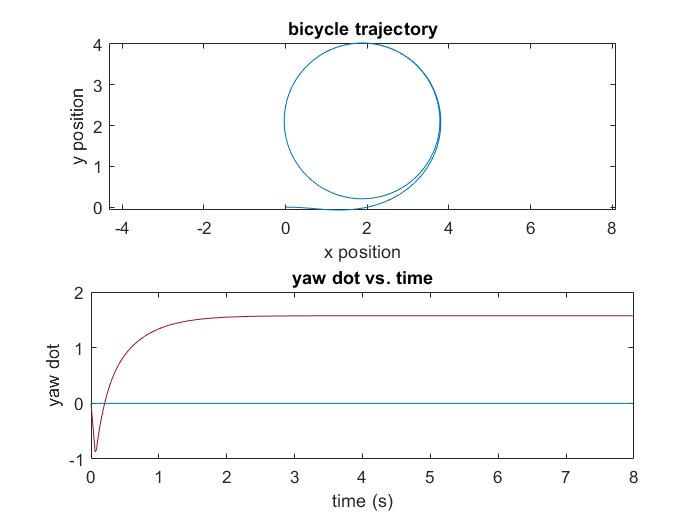 bicycle trajectory
4
3
2
1
0
y position
-4 -2 0 2 4 6 8
x position
yaw dot vs. time
2
1
0
-1
yaw dot
0 1 2 3 4 5 6 7 8
time (s)